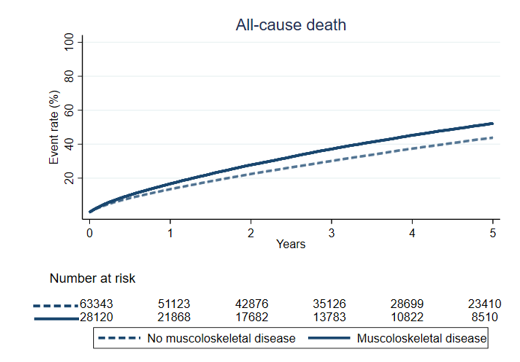 All-cause death
100
80
60
40
20
Event rate (%)
0 1 2 3 4 5
Years
Number at risk
63343 51123 42876 35126 28699 23410
28120 21868 17682 13783 10822 8510
No muscoloskeletal disease Muscoloskeletal disease